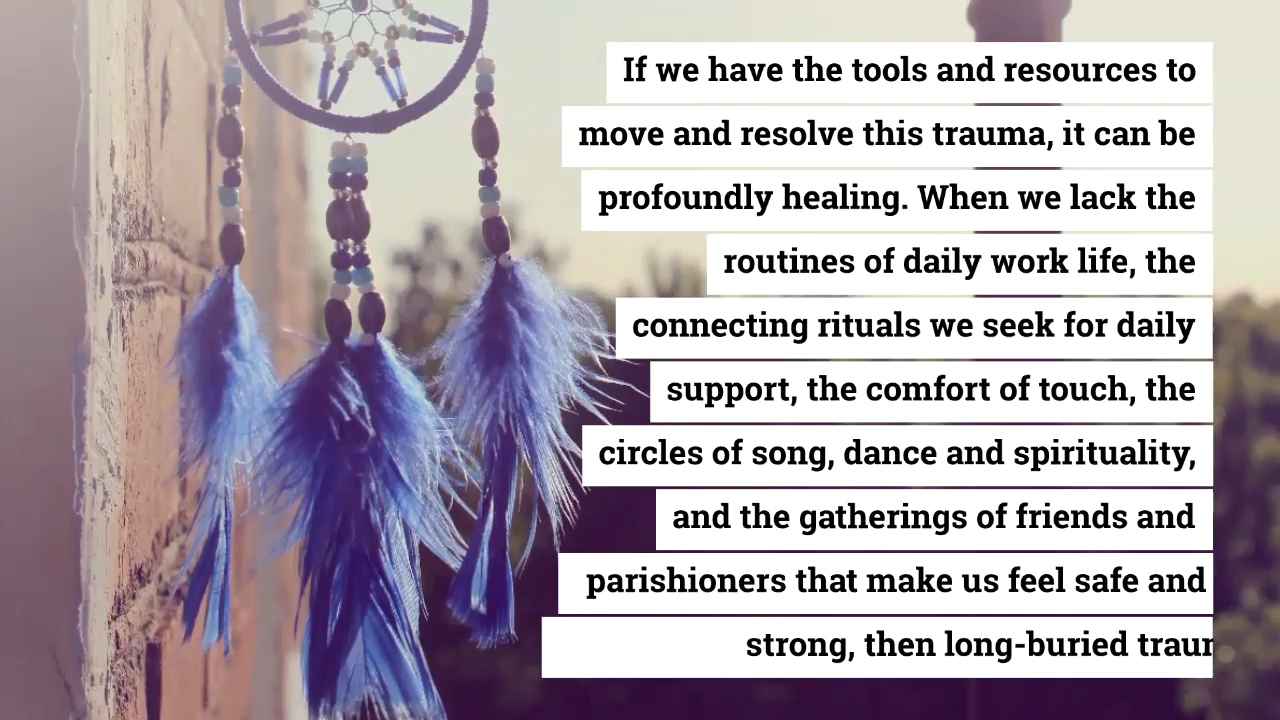 If we have the tools and resources to
move and resolve this trauma, it can be
profoundly healing. When we lack the
routines of daily work life, the
connecting rituals we seek for daily
support, the comfort of touch, the
circles of song, dance and spirituality,
and the gatherings of friends and
parishioners that make us feel safe and
strong, then long-buried